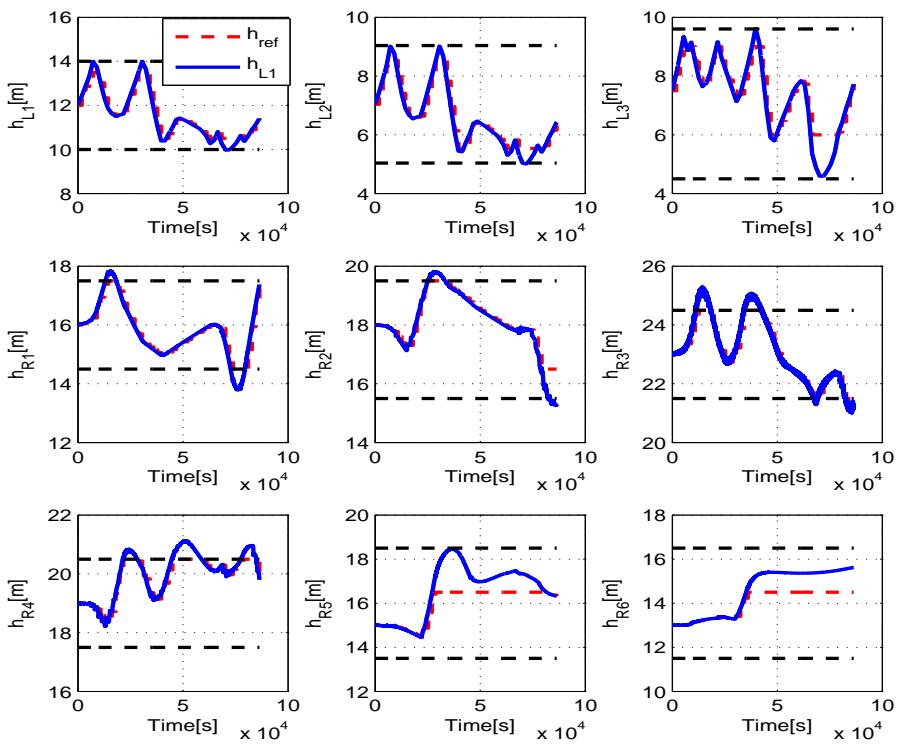 16
14
12
10
8
h_L1[m]
0
5
10
Time[s]
x 10^4
h_ref
h_L1
10
8
6
4
h_L2[m]
0
5
10
Time[s]
x 10^4
10
8
6
4
h_L3[m]
0
5
10
Time[s]
x 10^4
18
16
14
12
h_R1[m]
0
5
10
Time[s]
x 10^4
20
18
16
14
h_R2[m]
0
5
10
Time[s]
x 10^4
26
24
22
20
h_R3[m]
0
5
10
Time[s]
x 10^4
22
20
18
16
h_R4[m]
0
5
10
Time[s]
x 10^4
20
18
16
14
12
h_R5[m]
0
5
10
Time[s]
x 10^4
18
16
14
12
10
h_R6[m]
0
5
10
Time[s]
x 10^4